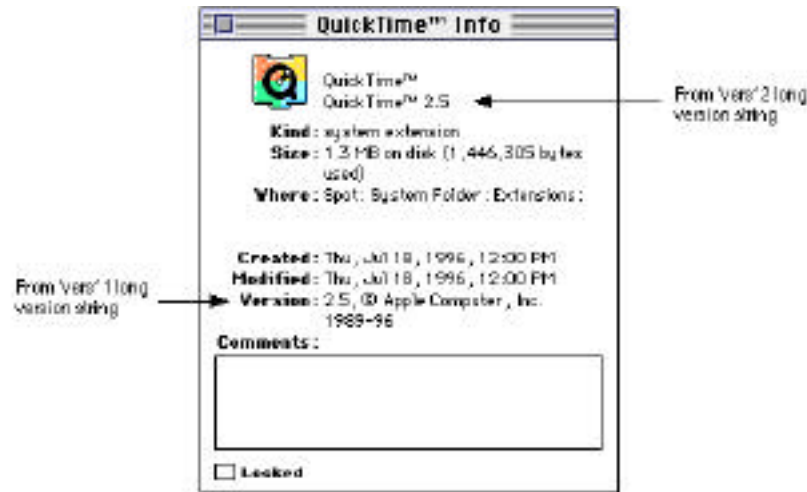 QuickTime™ Info
QuickTime™
QuickTime™ 2.5
From 'vers' 2 long
version string
Kind: system extension
Size: 1.3 MB on disk (1,446,305 bytes
used)
Where: Spot: System Folder: Extensions:
Created: Thu, Jul 18, 1996, 12:00 PM
Modified: Thu, Jul 18, 1996, 12:00 PM
From 'vers' 1 long
version string
Version: 2.5, © Apple Computer, Inc.
1989-96
Comments:
Locked